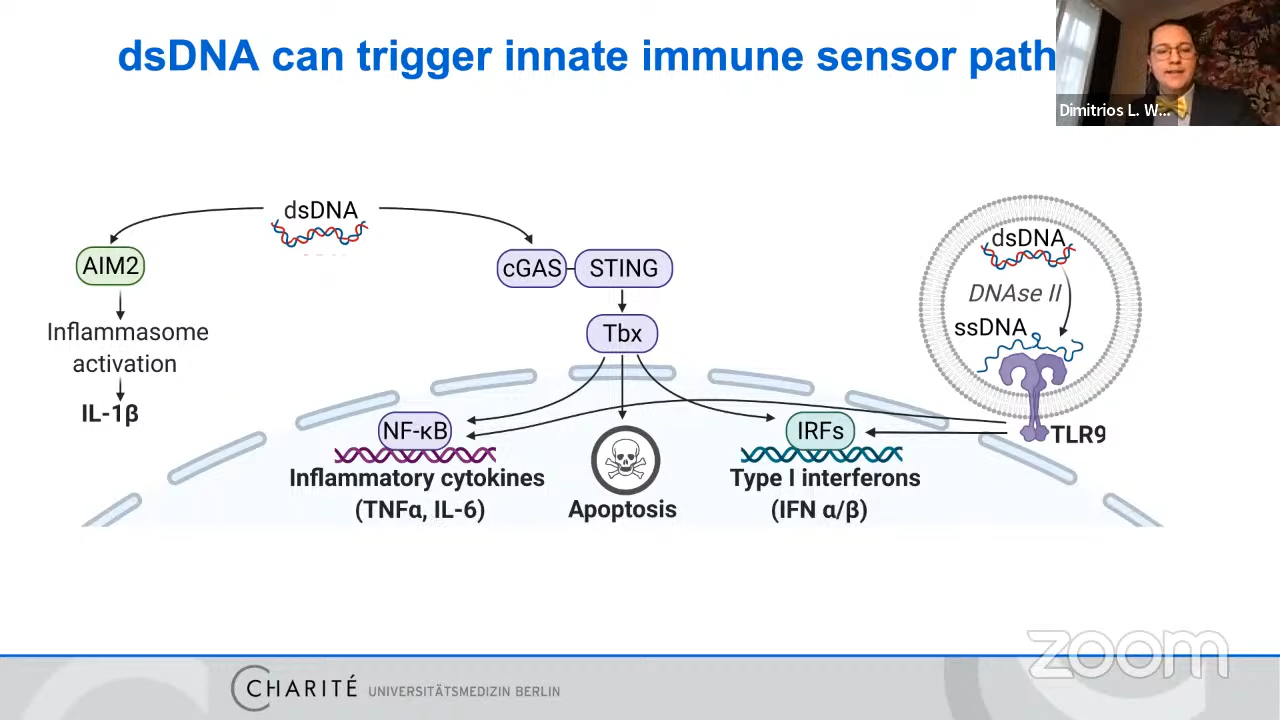 dsDNA can trigger innate immune sensor path
Dimitrios L. W...
dsDNA
AIM2
cGAS
STING
Inflammasome
activation
IL-1β
Tbx
dsDNA
DNAse II
ssDNA
TLR9
NF-κB
Inflammatory cytokines
(TNFα, IL-6)
Apoptosis
IRFs
Type I interferons
(IFN α/β)
zoom
CHARITÉ UNIVERSITÄTSMEDIZIN BERLIN